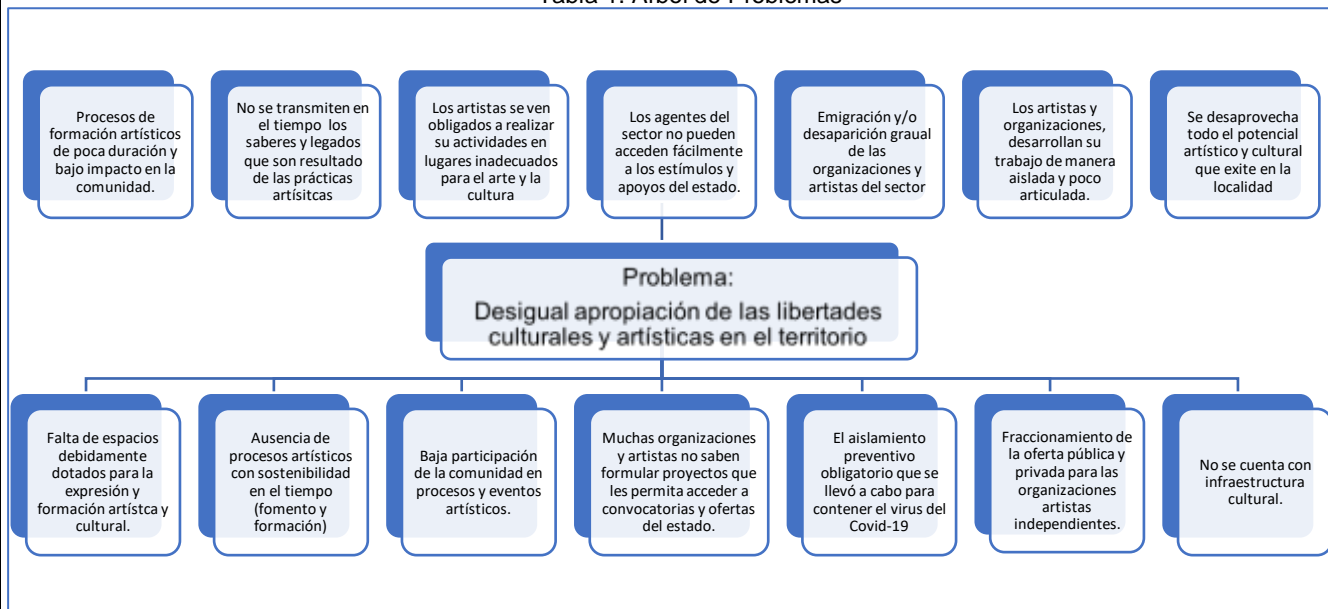 Tabla 1. Árbol de Problemas
Procesos de
formación artísticos
de poca duración y
bajo impacto en la
comunidad.
No se transmiten en
el tiempo los
saberes y legados
que son resultado
de las prácticas
artísitcas
Los artistas se ven
obligados a realizar
su actividades en
lugares inadecuados
para el arte y la
cultura
Los agentes del
sector no pueden
acceden fácilmente
a los estímulos y
apoyos del estado.
Emigración y/o
desaparición graual
de las
organizaciones y
artistas del sector
Los artistas y
organizaciones,
desarrollan su
trabajo de manera
aislada y poco
articulada.
Se desaprovecha
todo el potencial
artístico y cultural
que exite en la
localidad
Problema:
Desigual apropiación de las libertades
culturales y artísticas en el territorio
Falta de espacios
debidamente
dotados para la
expresión y
formación artístca y
cultural.
Ausencia de
procesos artísticos
con sostenibilidad
en el tiempo
(fomento y
formación)
Baja participación
de la comunidad en
procesos y eventos
artísticos.
Muchas organizaciones
y artistas no saben
formular proyectos que
les permita acceder a
convocatorias y ofertas
del estado.
El aislamiento
preventivo
obligatorio que se
llevó a cabo para
contener el virus del
Covid-19
Fraccionamiento de
la oferta pública y
privada para las
organizaciones
artistas
independientes.
No se cuenta con
infraestructura
cultural.